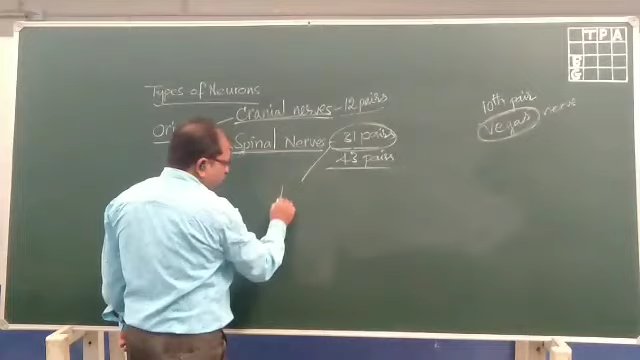 Types of Neurons
Cranial nerves - 12 pairs
Ori
Spinal Nerves - 31 pairs
43 pairs
10th pair
Vegas nerve
T P A
B
G